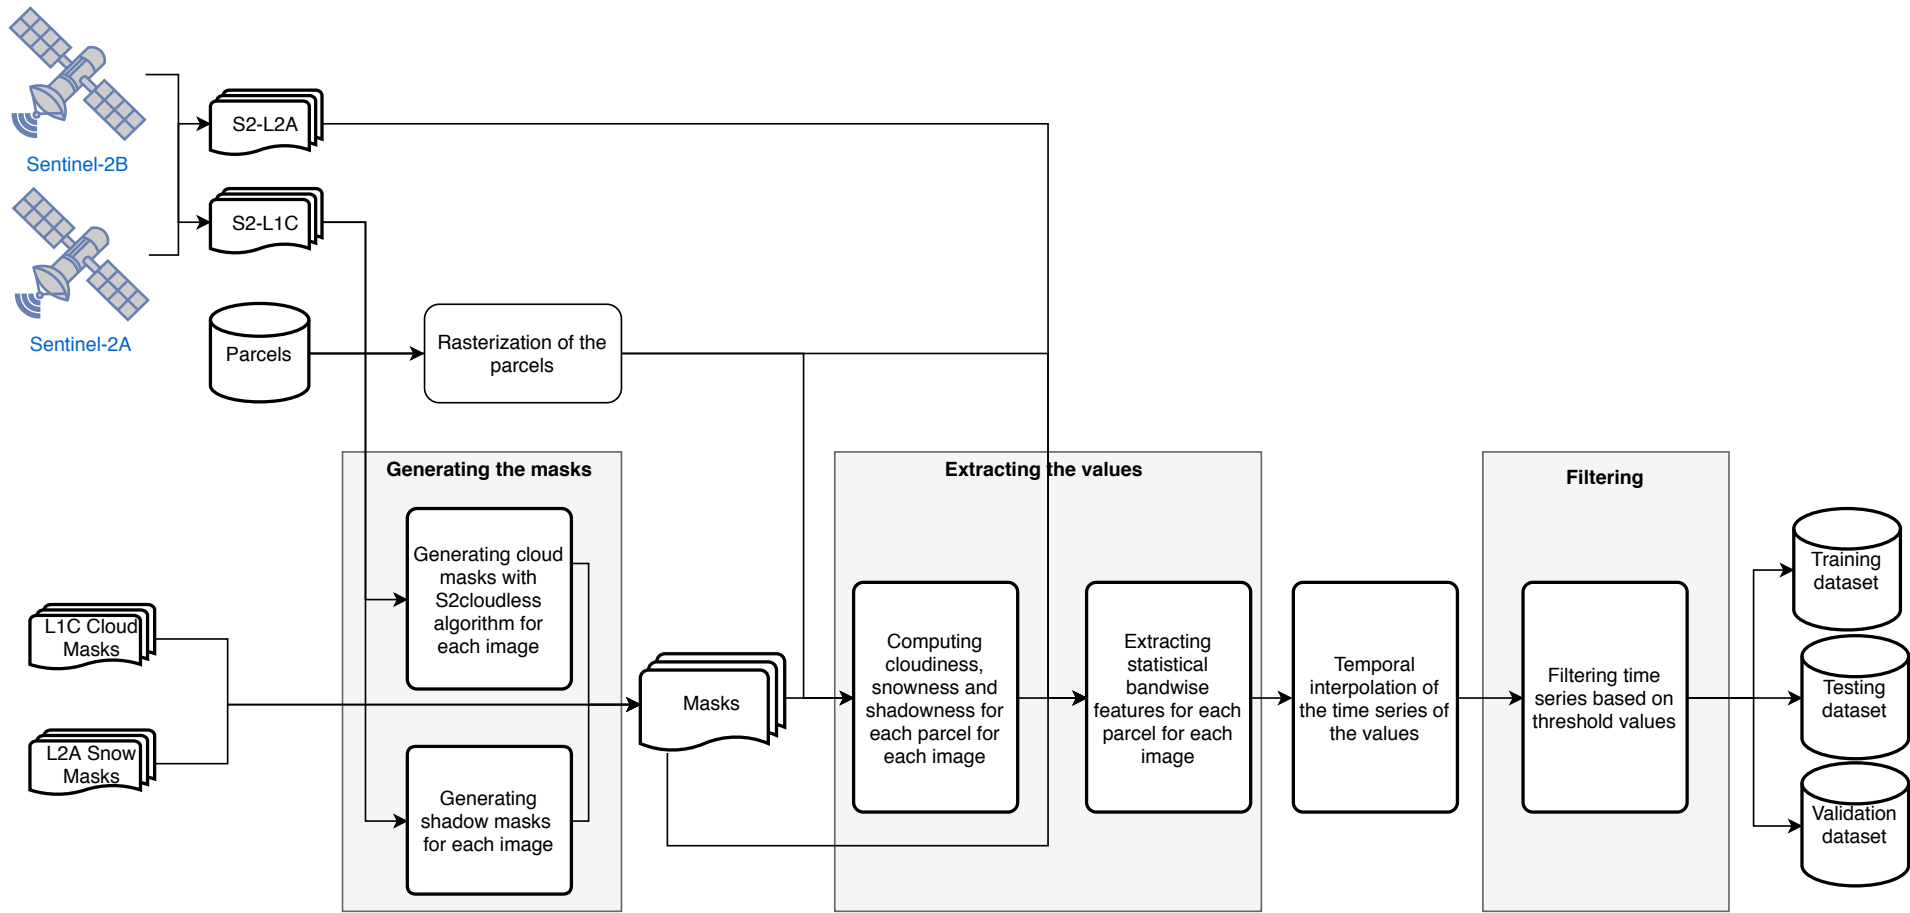 Sentinel-2B
Sentinel-2A
S2-L2A
S2-L1C
Parcels
Rasterization of the
parcels
Generating the masks
Generating cloud
masks with
S2cloudless
algorithm for
each image
Generating
shadow masks
for each image
L1C Cloud
Masks
L2A Snow
Masks
Masks
Extracting the values
Computing
cloudiness,
snowness and
shadowness for
each parcel for
each image
Extracting
statistical
bandwise
features for each
parcel for each
image
Temporal
interpolation of
the time series of
the values
Filtering
Filtering time
series based on
threshold values
Training
dataset
Testing
dataset
Validation
dataset